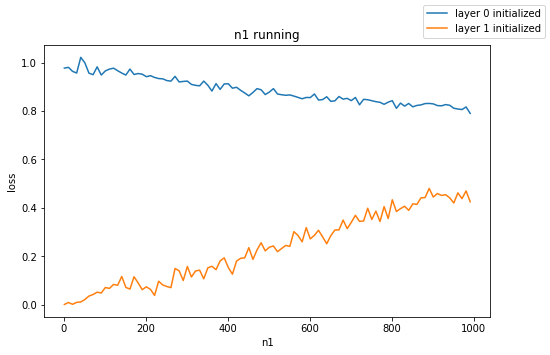 layer 0 initialized
layer 1 initialized
n1 running
loss
1.0
0.8
0.6
0.4
0.2
0.0
0
200
400
600
800
1000
n1